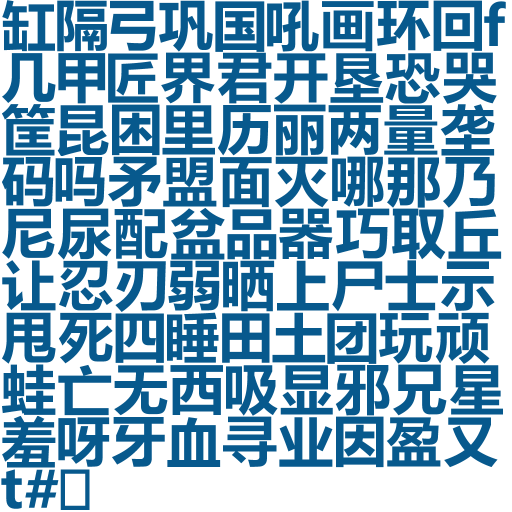 缸隔弓巩国吼画环回f
几甲匠界君开垦恐哭
筐昆困里历丽两量垄
码吗矛盟面灭哪那乃
尼尿配盆品器巧取丘
让忍刃弱晒上尸士示
甩死四睡田土团玩顽
蛙亡无西吸显邪兄星
羞呀牙血寻业因盈又
t#